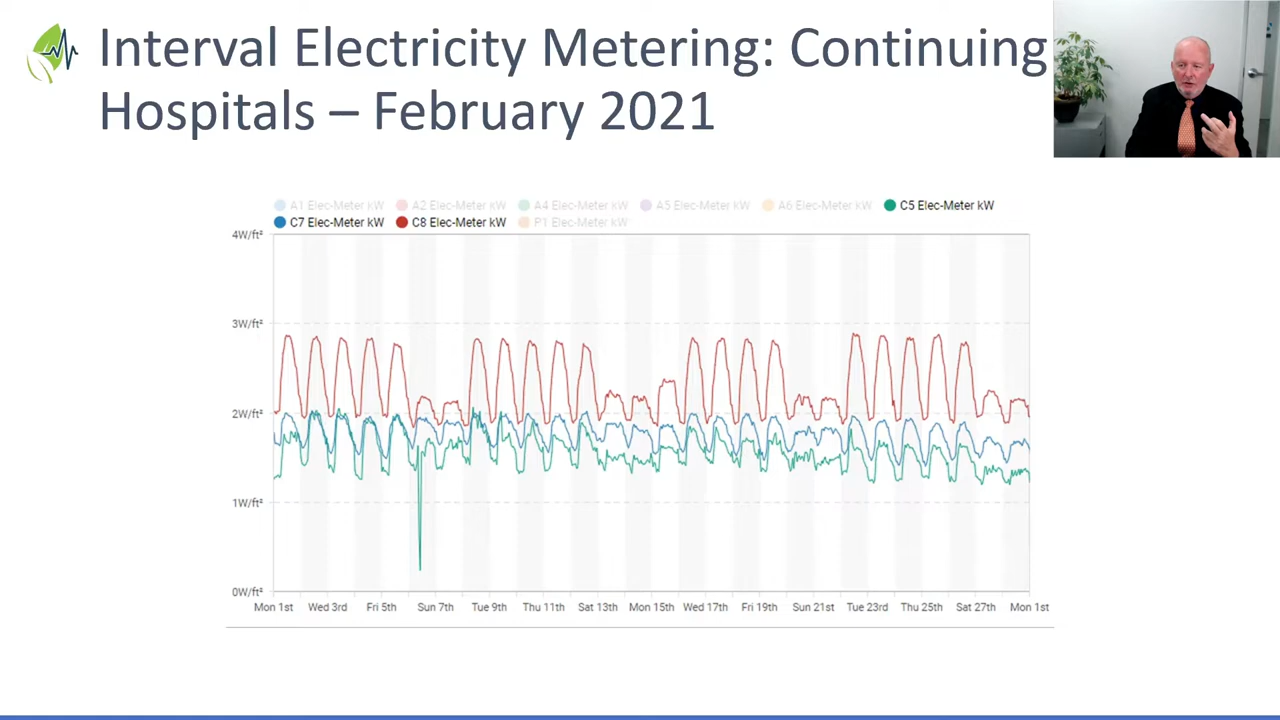 Interval Electricity Metering: Continuing
Hospitals – February 2021
A1 Elec-Meter kW A2 Elec-Meter kW A4 Elec-Meter kW A5 Elec-Meter kW A6 Elec-Meter kW C5 Elec-Meter kW
C7 Elec-Meter kW C8 Elec-Meter kW P1 Elec-Meter kW
4W/ft²
3W/ft²
2W/ft²
1W/ft²
0W/ft²
Mon 1st Wed 3rd Fri 5th Sun 7th Tue 9th Thu 11th Sat 13th Mon 15th Wed 17th Fri 19th Sun 21st Tue 23rd Thu 25th Sat 27th Mon 1st